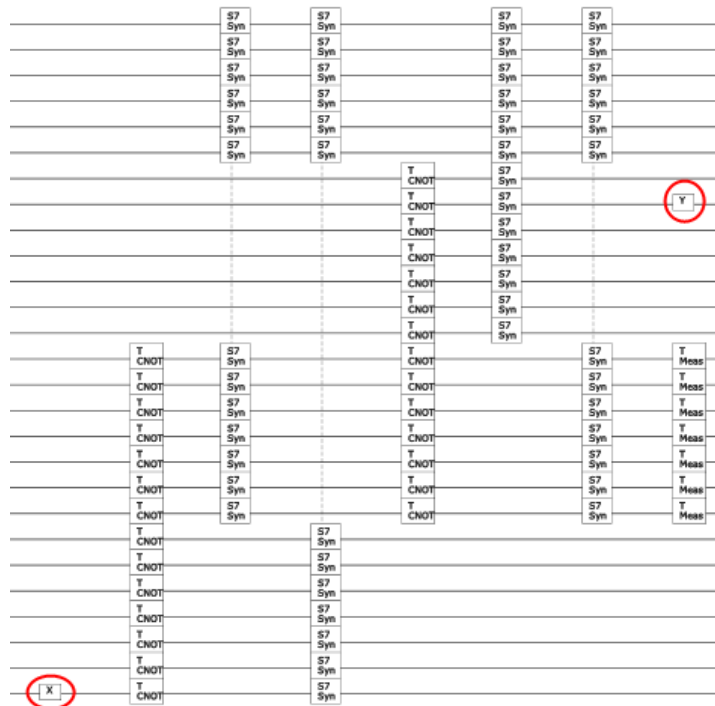 S7 S7 S7 S7
Syn Syn Syn Syn
S7 S7 S7 S7
Syn Syn Syn Syn
S7 S7 S7 S7
Syn Syn Syn Syn
S7 S7 S7 S7
Syn Syn Syn Syn
S7 S7 S7 S7
Syn Syn Syn Syn
S7 S7 S7 S7
Syn Syn Syn Syn
T S7
CNOT Syn
T S7 Y
CNOT Syn
T S7
CNOT Syn
T S7
CNOT Syn
T S7
CNOT Syn
T S7
CNOT Syn
T S7
CNOT Syn
T S7 T S7 T
CNOT Syn CNOT Syn Meas
T S7 T S7 T
CNOT Syn CNOT Syn Meas
T S7 T S7 T
CNOT Syn CNOT Syn Meas
T S7 T S7 T
CNOT Syn CNOT Syn Meas
T S7 T S7 T
CNOT Syn CNOT Syn Meas
T S7 T S7 T
CNOT Syn CNOT Syn Meas
T S7 T S7 T
CNOT Syn CNOT Syn Meas
T S7
CNOT Syn
T S7
CNOT Syn
T S7
CNOT Syn
T S7
CNOT Syn
T S7
CNOT Syn
T S7
CNOT Syn
X T S7
CNOT Syn